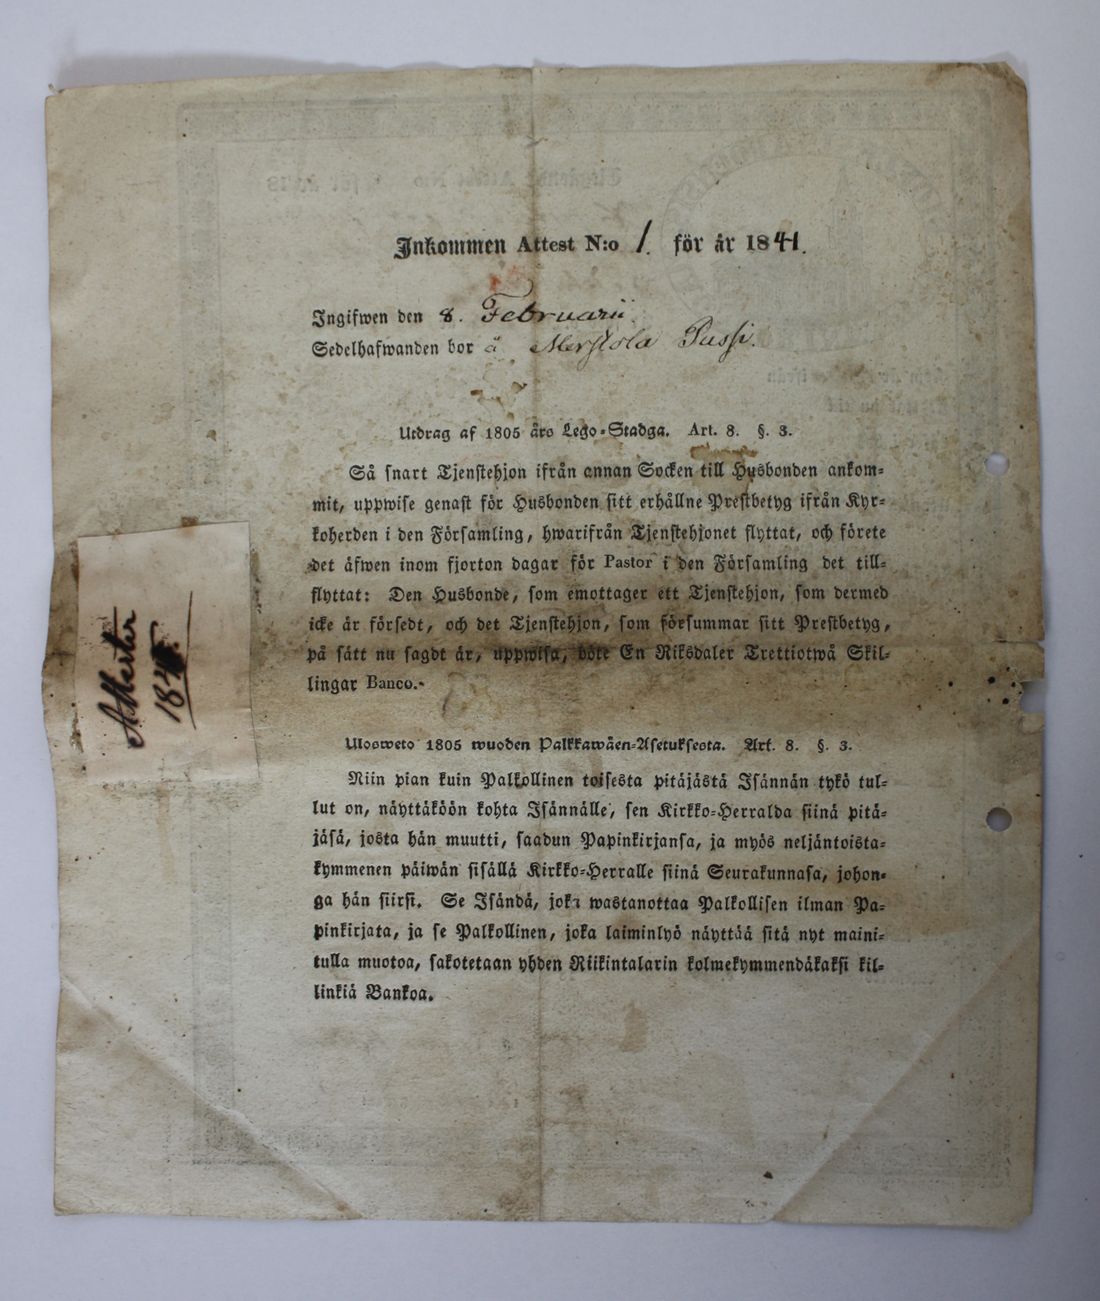 Inkommen Attest N:o 1. för år 1841.
Ingifwen den 8. Februarii.
Sedelhafwanden bor å Merstola Pussi.
Utdrag af 1805 års Lego-Stadga. Art. 8. §. 3.
Så snart Tjenstehjon ifrån annan Socken till Husbonden ankom-
mit, uppwise genast för Husbonden sitt erhållne Prestbetyg ifrån Kyr-
koherden i den Församling, hwarifrån Tjenstehjonet flyttat, och förete
det äfwen inom fjorton dagar för Pastor i den Församling det till-
flyttat: Den Husbonde, som emottager ett Tjenstehjon, som dermed
icke är försedt, och det Tjenstehjon, som försummar sitt Prestbetyg,
på sätt nu sagdt är, uppwisa, böte En Riksdaler Trettiotwå Skil-
lingar Banco.-
Ulosweto 1805 wuoden Palkkawäen-Asetuksesta. Art. 8. §. 3.
Niin pian kuin Palkollinen toisesta pitäjästä Isännän tykö tul-
lut on, näyttäköön kohta Isännälle, sen Kirkko-Herralda siinä pitä-
jäsä, josta hän muutti, saadun Papinkirjansa, ja myös neljäntoista-
kymmenen päiwän sisällä Kirkko-Herralle siinä Seurakunnasa, johon-
ga hän siirsi. Se Isändä, joka wastanottaa Palkollisen ilman Pa-
pinkirjata, ja se Palkollinen, joka laiminlyö näyttää sitä nyt maini-
tulla muotoa, sakotetaan yhden Riikintalarin kolmekymmendäkaksi kil-
linkiä Bankoa.
Attester